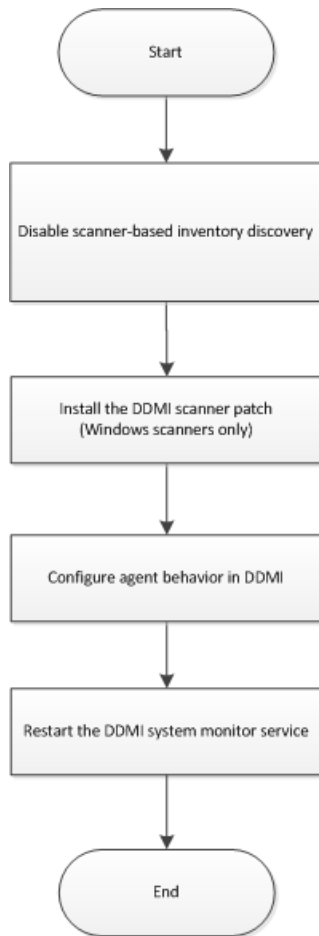 Start
Disable scanner-based inventory discovery
Install the DDMI scanner patch
(Windows scanners only)
Configure agent behavior in DDMI
Restart the DDMI system monitor service
End